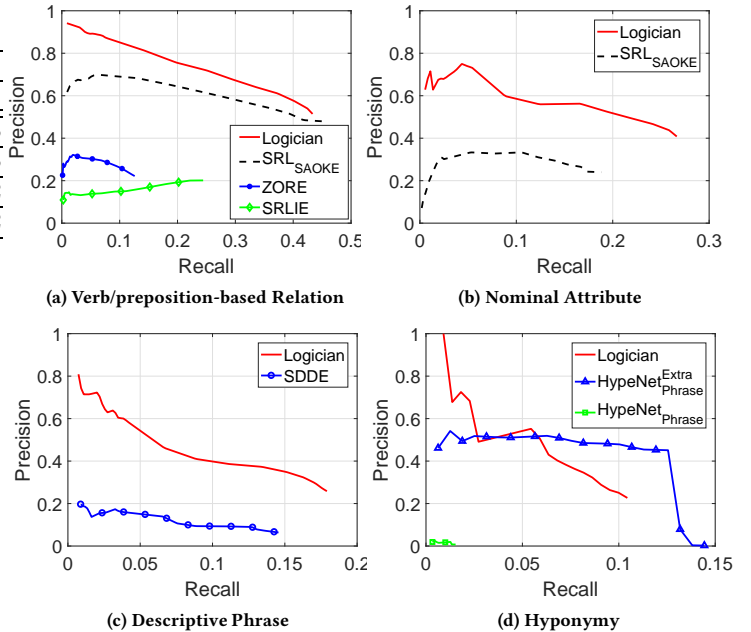 1
0.8
0.6
0.4
0.2
0
Precision
0 0.1 0.2 0.3 0.4 0.5
Recall
Logician
SRL_SAOKE
ZORE
SRLIE
(a) Verb/preposition-based Relation
1
0.8
0.6
0.4
0.2
0
Precision
0 0.1 0.2 0.3
Recall
Logician
SRL_SAOKE
(b) Nominal Attribute
1
0.8
0.6
0.4
0.2
0
Precision
0 0.05 0.1 0.15 0.2
Recall
Logician
SDDE
(c) Descriptive Phrase
1
0.8
0.6
0.4
0.2
0
Precision
0 0.05 0.1 0.15
Recall
Logician
HypeNet^Extra_Phrase
HypeNet_Phrase
(d) Hyponymy